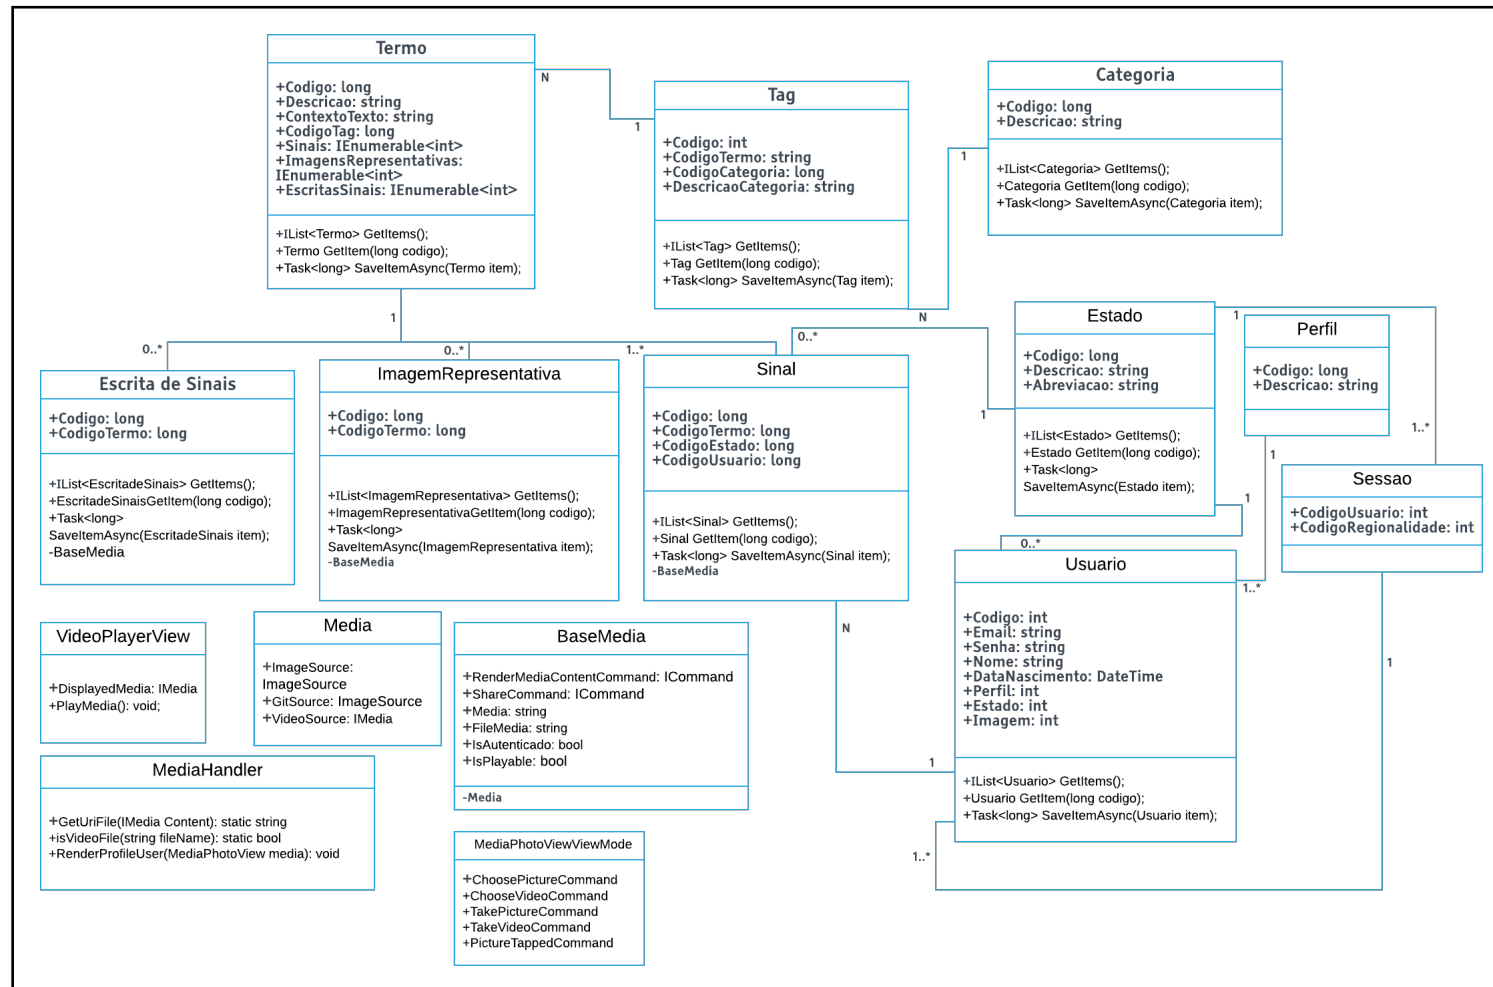 Termo
+Codigo: long
+Descricao: string
+ContextoTexto: string
+CodigoTag: long
+Sinais: IEnumerable<int>
+ImagensRepresentativas:
IEnumerable<int>
+EscritasSinais: IEnumerable<int>
+IList<Termo> GetItems();
+Termo GetItem(long codigo);
+Task<long> SaveItemAsync(Termo item);
N
1
Tag
+Codigo: int
+CodigoTermo: string
+CodigoCategoria: long
+DescricaoCategoria: string
+IList<Tag> GetItems();
+Tag GetItem(long codigo);
+Task<long> SaveItemAsync(Tag item);
1
N
Categoria
+Codigo: long
+Descricao: string
+IList<Categoria> GetItems();
+Categoria GetItem(long codigo);
+Task<long> SaveItemAsync(Categoria item);
1
0..*
0..*
1..*
Escrita de Sinais
+Codigo: long
+CodigoTermo: long
+IList<EscritadeSinais> GetItems();
+EscritadeSinaisGetItem(long codigo);
+Task<long>
SaveItemAsync(EscritadeSinais item);
-BaseMedia
ImagemRepresentativa
+Codigo: long
+CodigoTermo: long
+IList<ImagemRepresentativa> GetItems();
+ImagemRepresentativaGetItem(long codigo);
+Task<long>
SaveItemAsync(ImagemRepresentativa item);
-BaseMedia
Sinal
+Codigo: long
+CodigoTermo: long
+CodigoEstado: long
+CodigoUsuario: long
+IList<Sinal> GetItems();
+Sinal GetItem(long codigo);
+Task<long> SaveItemAsync(Sinal item);
-BaseMedia
0..*
1
Estado
+Codigo: long
+Descricao: string
+Abreviacao: string
+IList<Estado> GetItems();
+Estado GetItem(long codigo);
+Task<long>
SaveItemAsync(Estado item);
1
1..*
Perfil
+Codigo: long
+Descricao: string
1
1..*
Sessao
+CodigoUsuario: int
+CodigoRegionalidade: int
1
0..*
Usuario
+Codigo: int
+Email: string
+Senha: string
+Nome: string
+DataNascimento: DateTime
+Perfil: int
+Estado: int
+Imagem: int
+IList<Usuario> GetItems();
+Usuario GetItem(long codigo);
+Task<long> SaveItemAsync(Usuario item);
N
1
1
1..*
VideoPlayerView
+DisplayedMedia: IMedia
+PlayMedia(): void;
Media
+ImageSource:
ImageSource
+GitSource: ImageSource
+VideoSource: IMedia
BaseMedia
+RenderMediaContentCommand: ICommand
+ShareCommand: ICommand
+Media: string
+FileMedia: string
+IsAutenticado: bool
+IsPlayable: bool
-Media
MediaHandler
+GetUriFile(IMedia Content): static string
+isVideoFile(string fileName): static bool
+RenderProfileUser(MediaPhotoView media): void
MediaPhotoViewViewMode
+ChoosePictureCommand
+ChooseVideoCommand
+TakePictureCommand
+TakeVideoCommand
+PictureTappedCommand